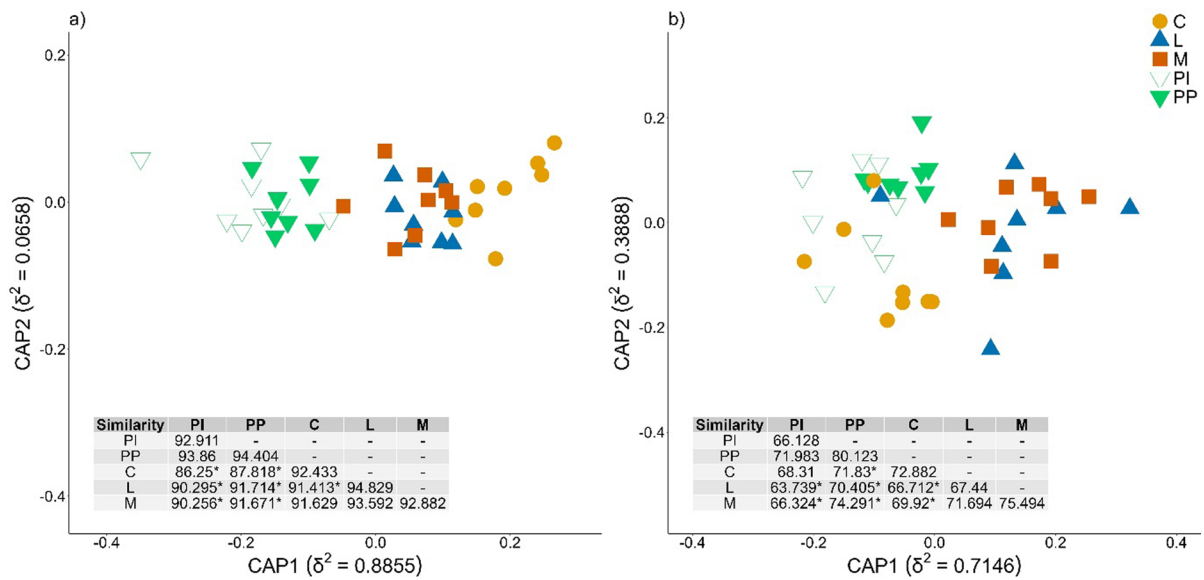 a)
0.2
0.0
-0.2
-0.4
CAP2 (δ² = 0.0658)
Similarity PI PP C L M
PI 92.911 - - - -
PP 93.86 94.404 - - -
C 86.25* 87.818* 92.433 - -
L 90.295* 91.714* 91.413* 94.829 -
M 90.256* 91.671* 91.629 93.592 92.882
-0.4 -0.2 0.0 0.2
CAP1 (δ² = 0.8855)
b)
C
L
M
PI
PP
0.4
0.2
0.0
-0.2
-0.4
CAP2 (δ² = 0.3888)
Similarity PI PP C L M
PI 66.128 - - - -
PP 71.983 80.123 - - -
C 68.31 71.83* 72.882 - -
L 63.739* 70.405* 66.712* 67.44 -
M 66.324* 74.291* 69.92* 71.694 75.494
-0.4 -0.2 0.0 0.2 0.4
CAP1 (δ² = 0.7146)